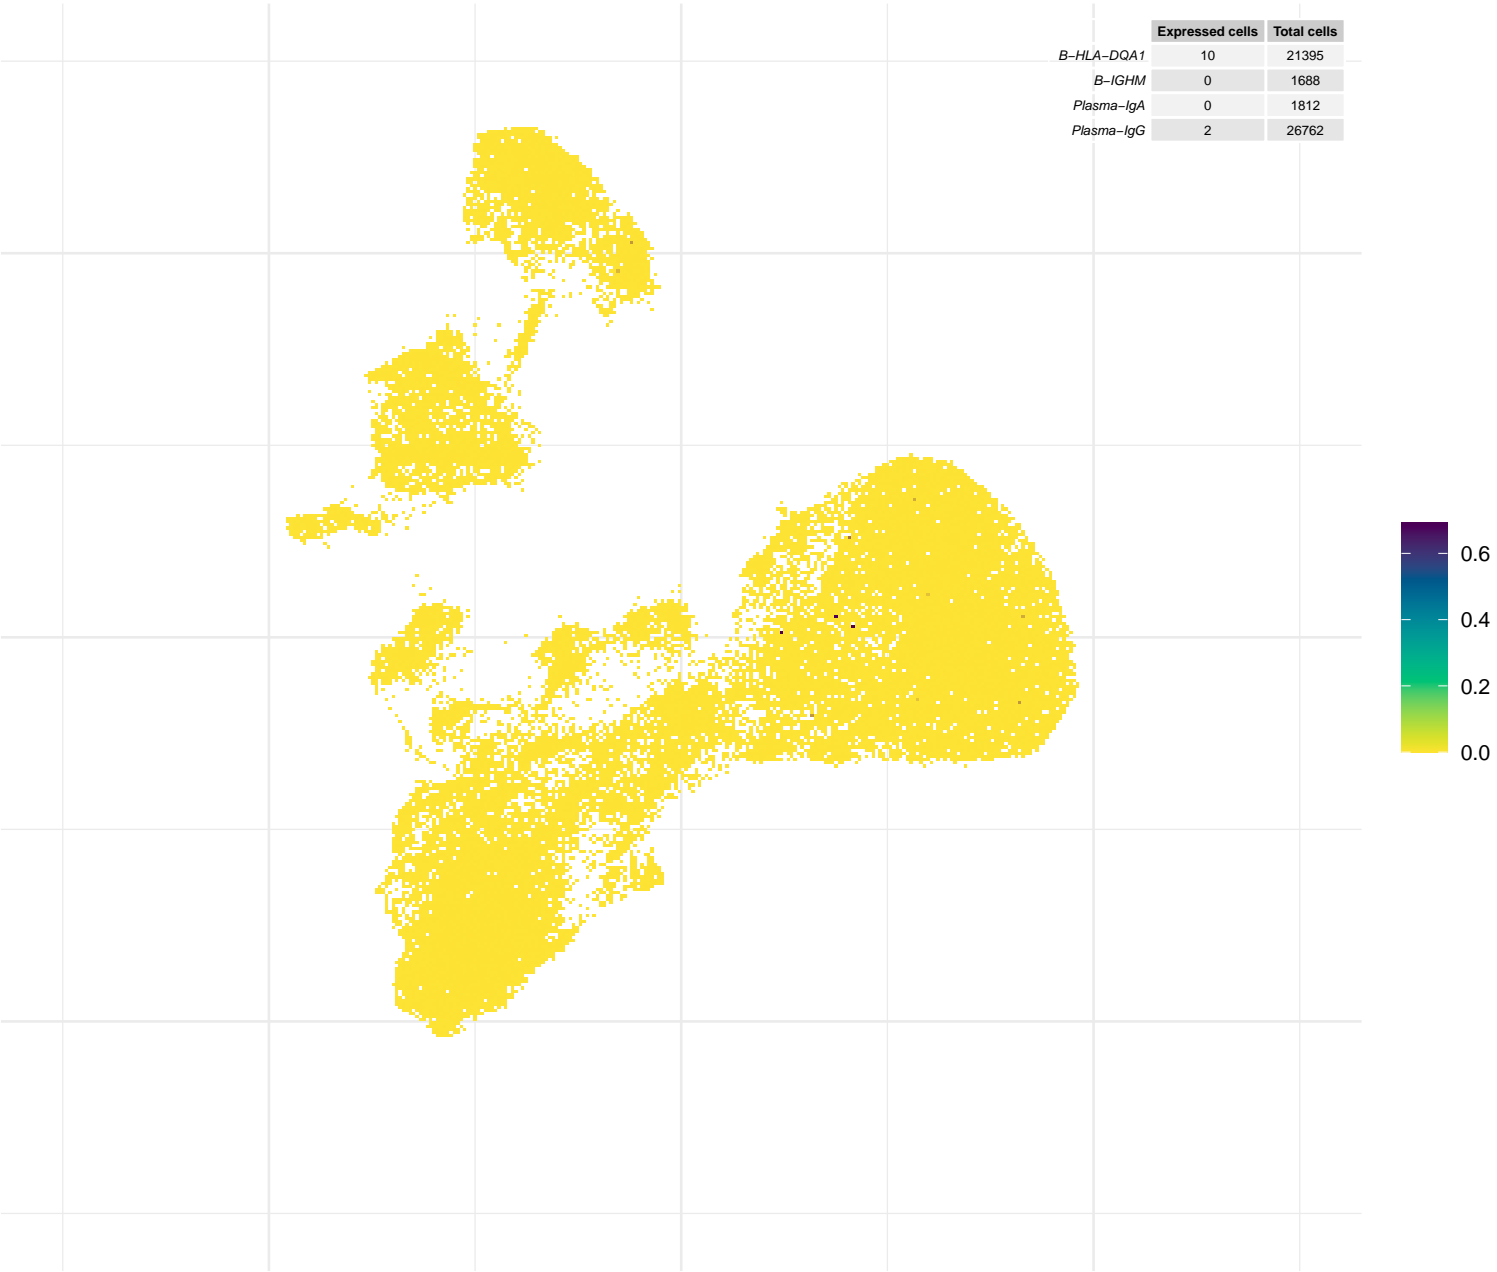 Expressed cells Total cells
B−HLA−DQA1 10 21395
B−IGHM 0 1688
Plasma−IgA 0 1812
Plasma−IgG 2 26762
0.6
0.4
0.2
0.0